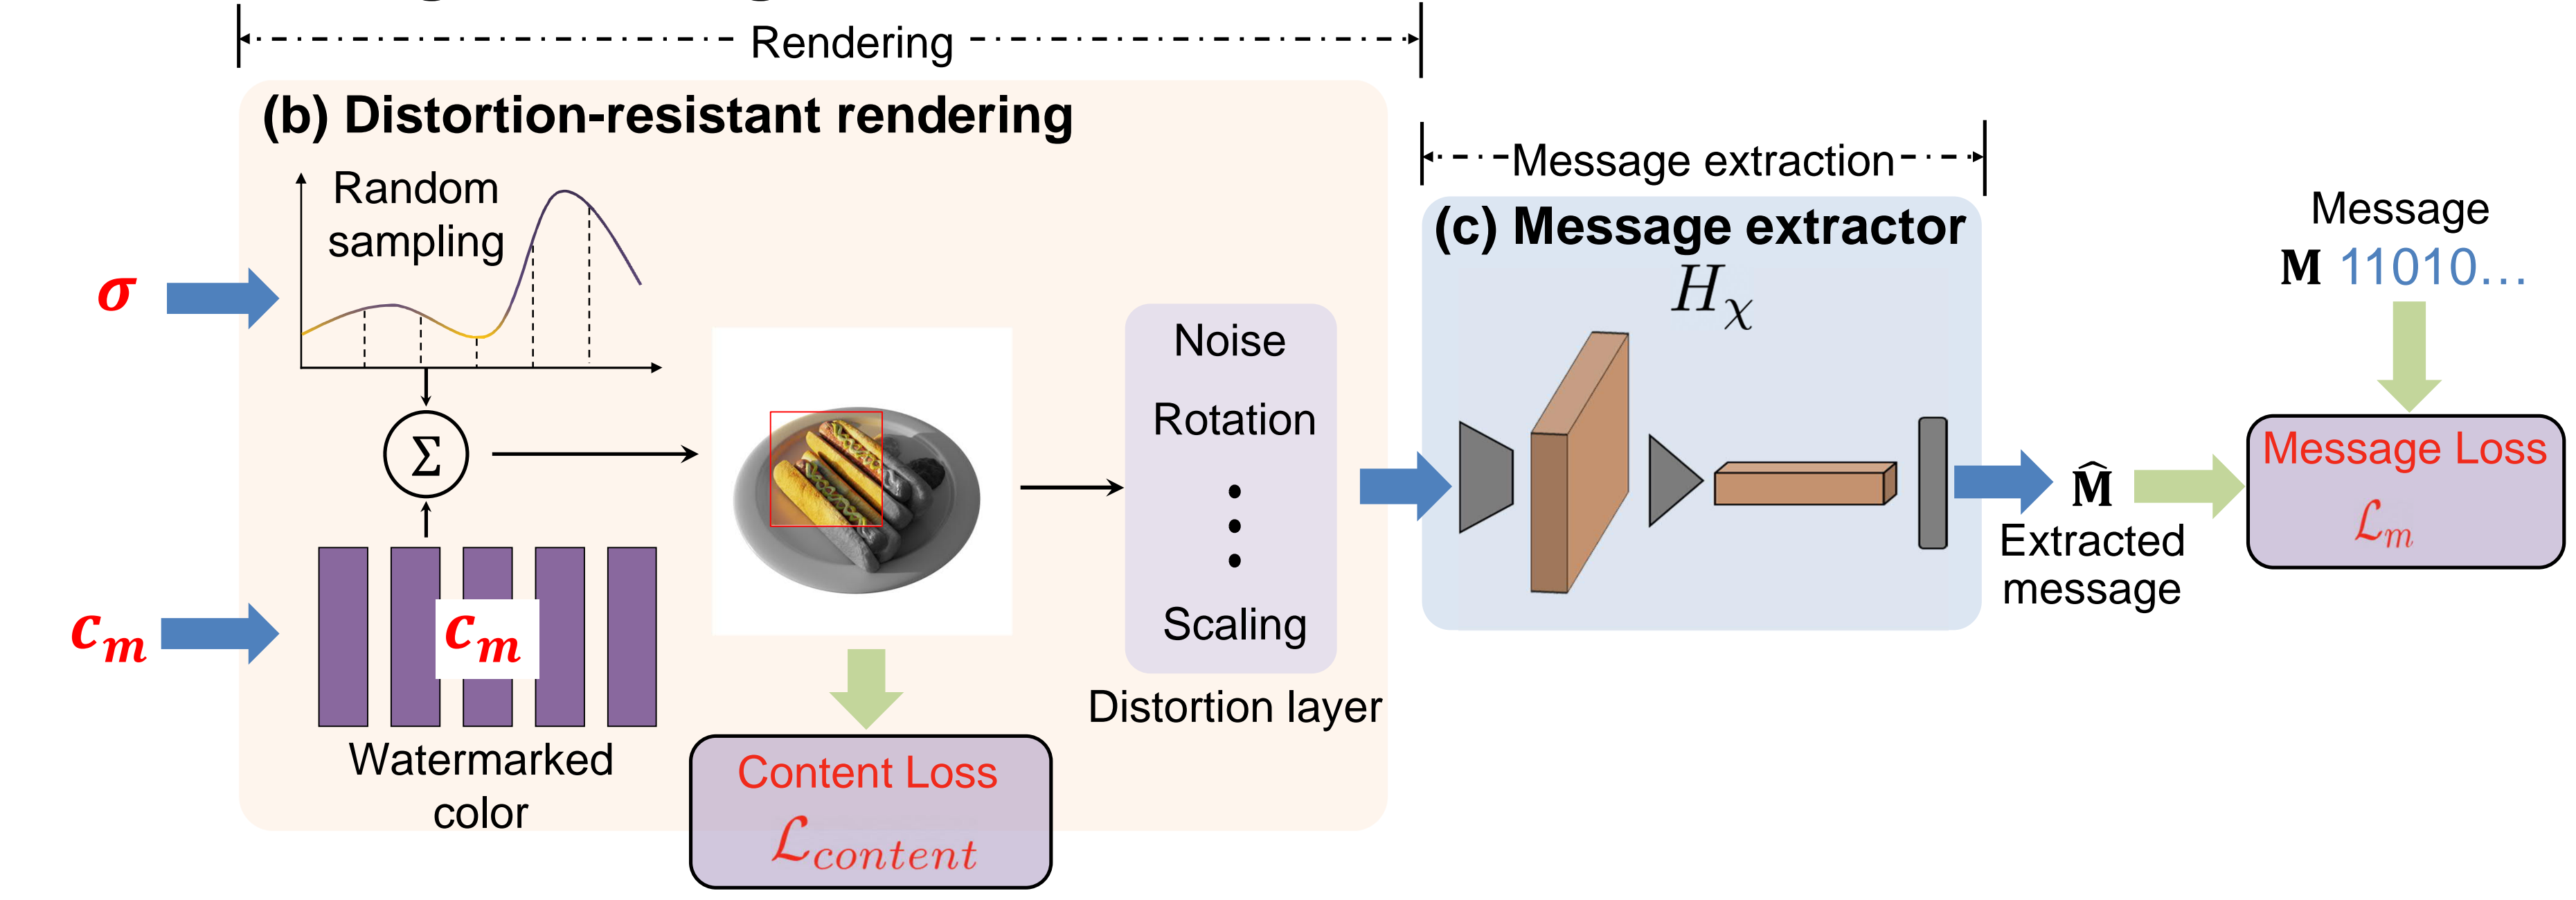 Rendering
(b) Distortion-resistant rendering
Random
sampling
σ
Σ
c_m
c_m
Watermarked
color
Content Loss
ℒ_content
Noise
Rotation
Scaling
Distortion layer
Message extraction
(c) Message extractor
H_χ
M̂
Extracted
message
Message
M 11010...
Message Loss
ℒ_m